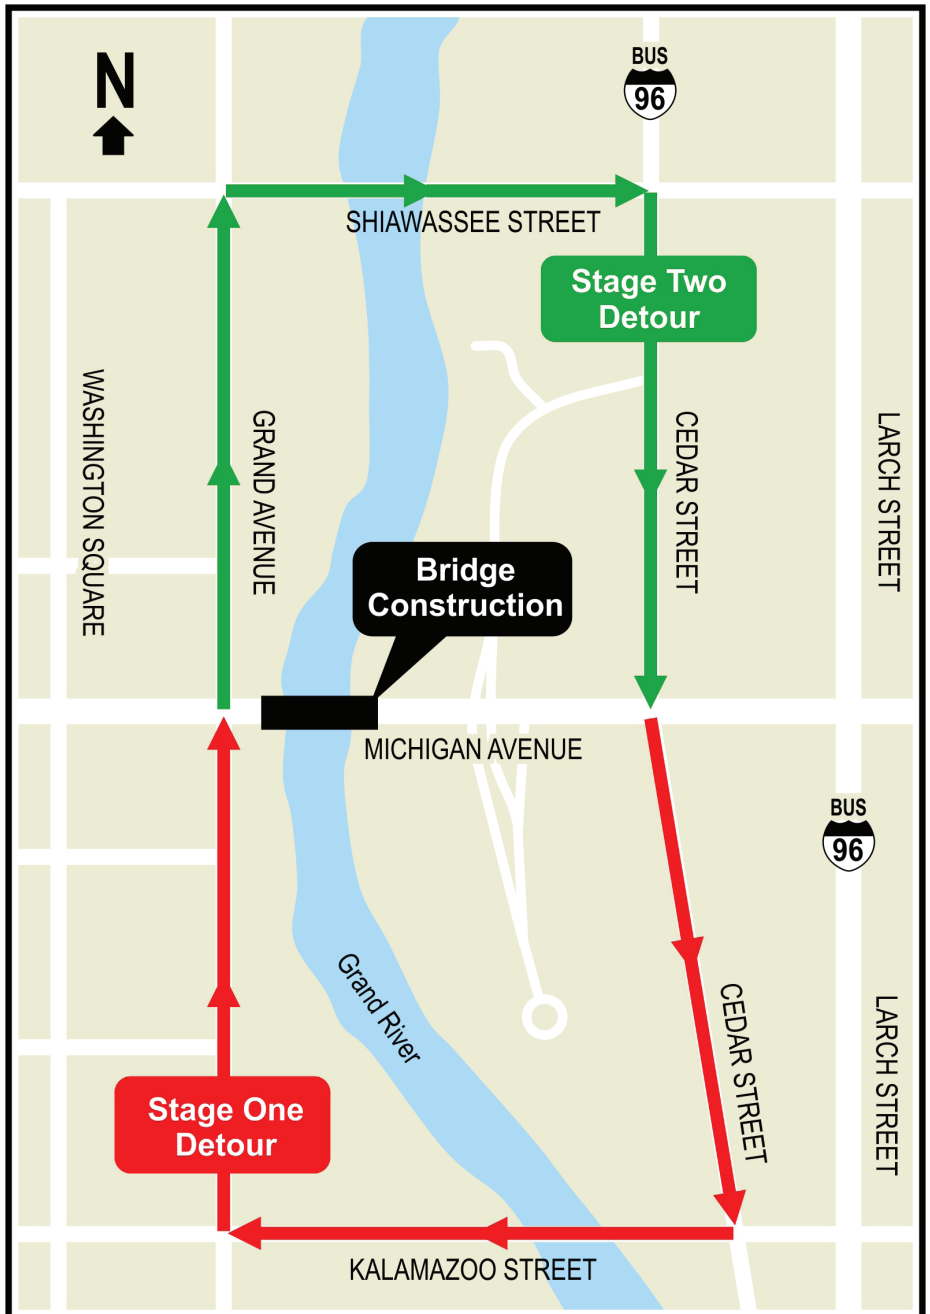 N
BUS
96
SHIAWASSEE STREET
Stage Two
Detour
WASHINGTON SQUARE
GRAND AVENUE
CEDAR STREET
LARCH STREET
Bridge
Construction
MICHIGAN AVENUE
BUS
96
Grand River
CEDAR STREET
LARCH STREET
Stage One
Detour
KALAMAZOO STREET